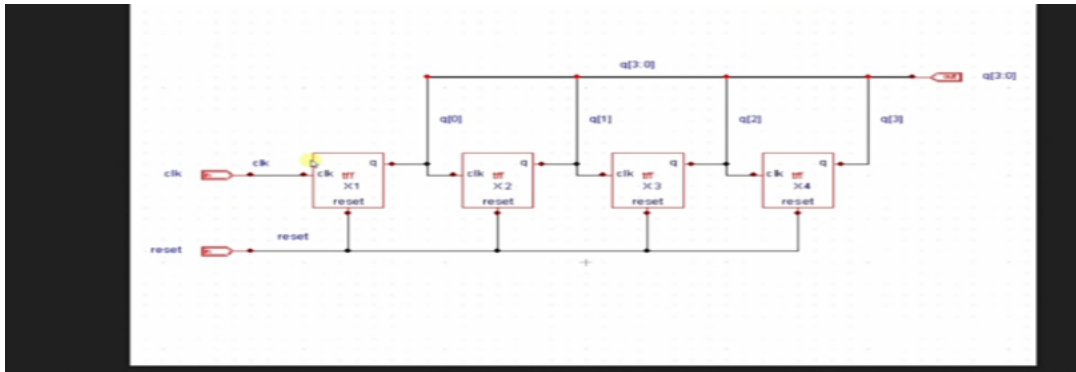 q[3:0]
q[3:0]
q[0]
q[1]
q[2]
q[3]
clk
clk
q
q
q
q
clk tff
clk tff
clk tff
clk tff
X1
X2
X3
X4
reset
reset
reset
reset
reset
reset